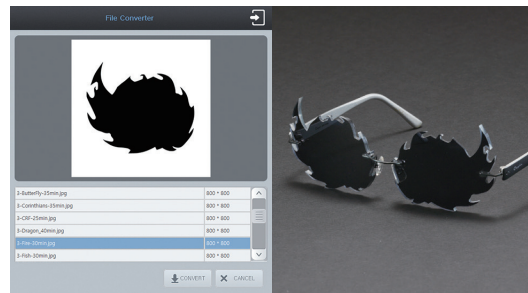 File Converter
3-ButterFly-35min.jpg 800 * 800
3-Corinthians-35min.jpg 800 * 800
3-CRF-25min.jpg 800 * 800
3-Dragon_40min.jpg 800 * 800
3-Fire-30min.jpg 800 * 800
3-Fish-30min.jpg 800 * 800
CONVERT CANCEL